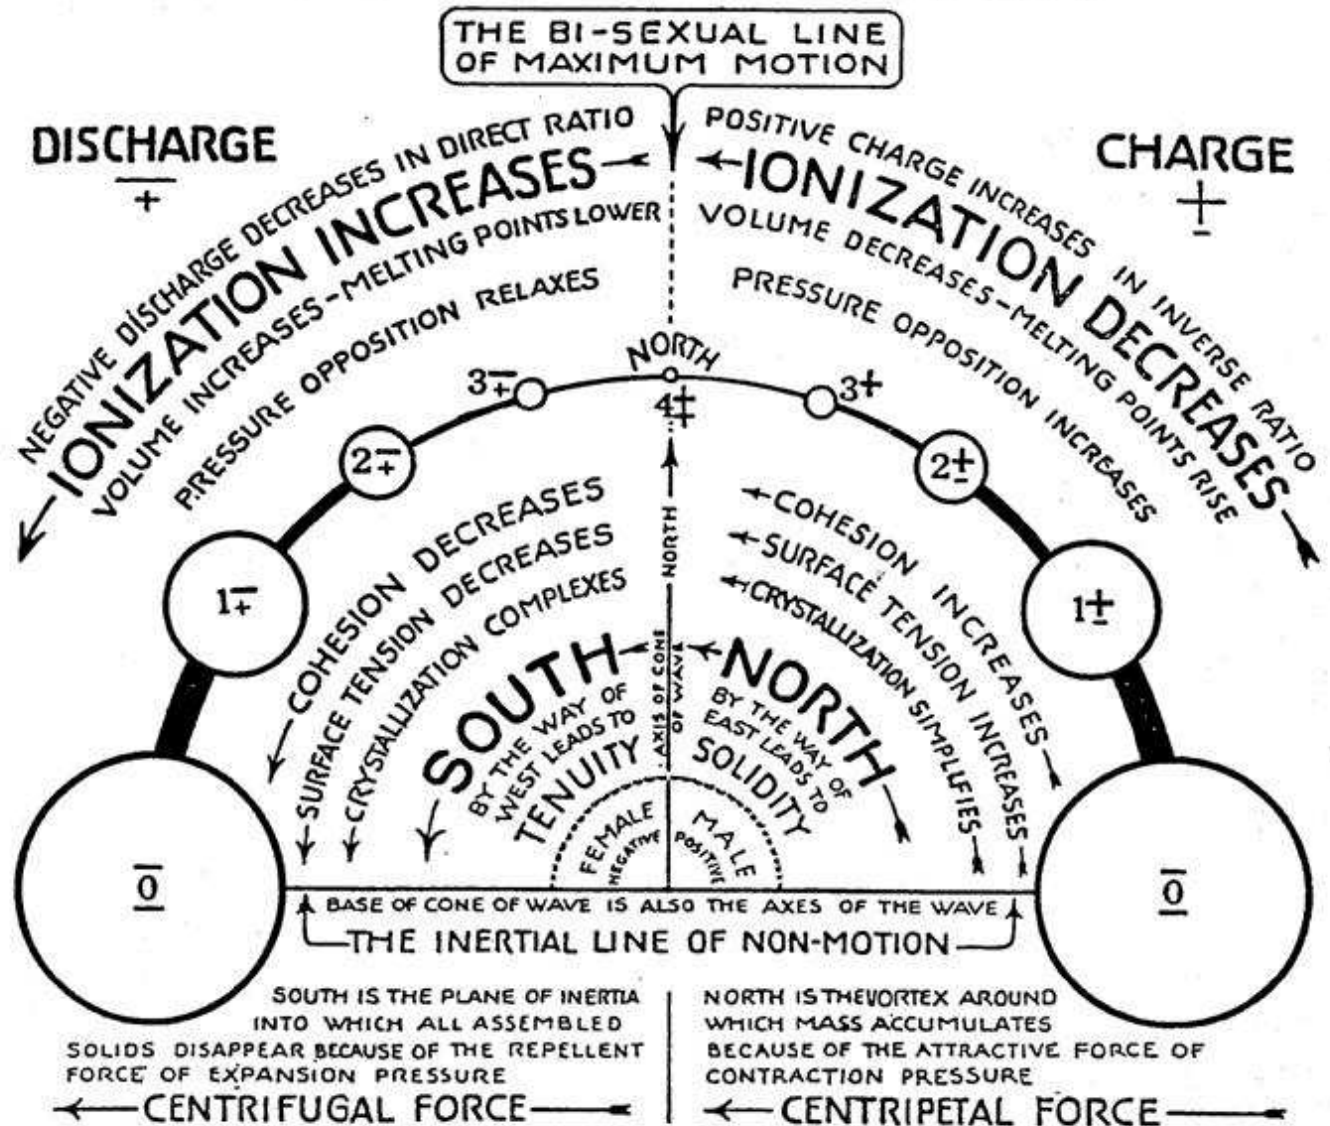 THE BI-SEXUAL LINE
OF MAXIMUM MOTION
DISCHARGE
∓
CHARGE
±
NEGATIVE DISCHARGE DECREASES IN DIRECT RATIO
IONIZATION INCREASES
VOLUME INCREASES-MELTING POINTS LOWER
PRESSURE OPPOSITION RELAXES
POSITIVE CHARGE INCREASES IN INVERSE RATIO
IONIZATION DECREASES
VOLUME DECREASES-MELTING POINTS RISE
PRESSURE OPPOSITION INCREASES
NORTH
3∓
4‡
3+
2∓
2±
1∓
1±
0
0
COHESION DECREASES
SURFACE TENSION DECREASES
CRYSTALLIZATION COMPLEXES
COHESION INCREASES
SURFACE TENSION INCREASES
CRYSTALLIZATION SIMPLIFIES
NORTH
AXIS OF CONE
OF WAVE
SOUTH
BY THE WAY OF
WEST LEADS TO
TENUITY
NORTH
BY THE WAY OF
EAST LEADS TO
SOLIDITY
FEMALE
NEGATIVE
MALE
POSITIVE
BASE OF CONE OF WAVE IS ALSO THE AXES OF THE WAVE
THE INERTIAL LINE OF NON-MOTION
SOUTH IS THE PLANE OF INERTIA
INTO WHICH ALL ASSEMBLED
SOLIDS DISAPPEAR BECAUSE OF THE REPELLENT
FORCE OF EXPANSION PRESSURE
CENTRIFUGAL FORCE
NORTH IS THE VORTEX AROUND
WHICH MASS ACCUMULATES
BECAUSE OF THE ATTRACTIVE FORCE OF
CONTRACTION PRESSURE
CENTRIPETAL FORCE